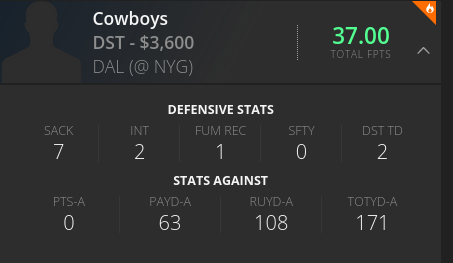 Cowboys
DST - $3,600
DAL (@ NYG)
37.00
TOTAL FPTS
DEFENSIVE STATS
SACK INT FUM REC SFTY DST TD
7 2 1 0 2
STATS AGAINST
PTS-A PAYD-A RUYD-A TOTYD-A
0 63 108 171